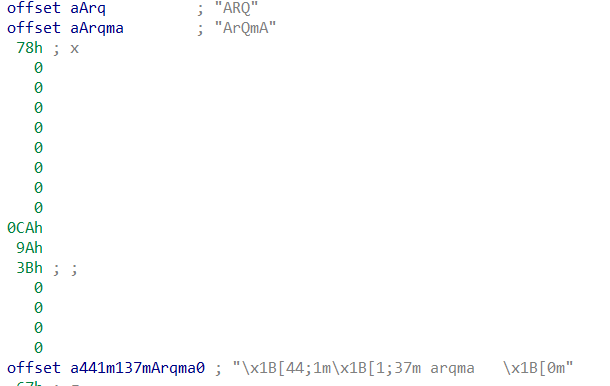 offset aArq ; "ARQ"
offset aArqma ; "ArQmA"
78h ; x
0
0
0
0
0
0
0
0
0CAh
9Ah
3Bh ; ;
0
0
0
0
offset a441m137mArqma0 ; "\x1B[44;1m\x1B[1;37m arqma   \x1B[0m"